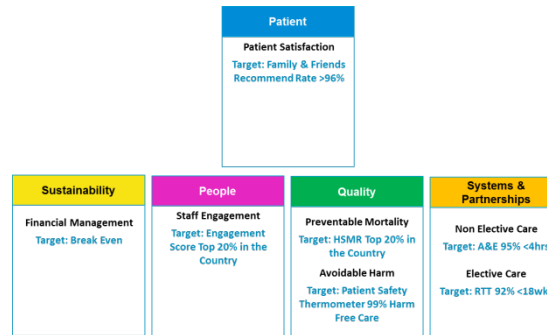 Patient
Patient Satisfaction
Target: Family & Friends
Recommend Rate >96%
Sustainability
Financial Management
Target: Break Even
People
Staff Engagement
Target: Engagement
Score Top 20% in the
Country
Quality
Preventable Mortality
Target: HSMR Top 20% in
the Country
Avoidable Harm
Target: Patient Safety
Thermometer 99% Harm
Free Care
Systems &
Partnerships
Non Elective Care
Target: A&E 95% <4hrs
Elective Care
Target: RTT 92% <18wk